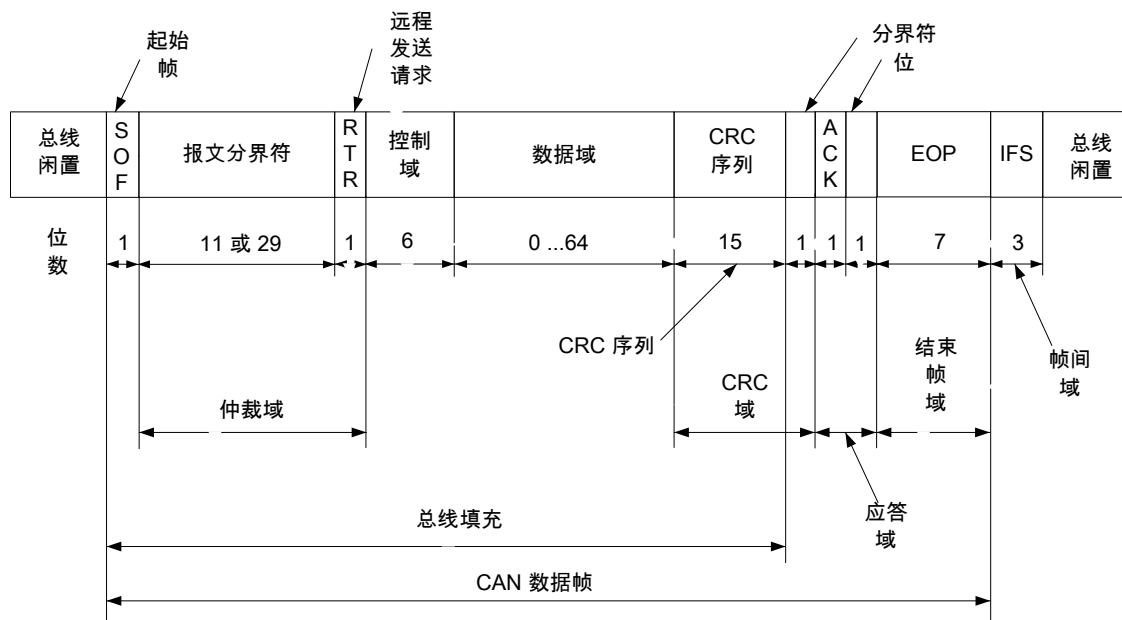 起始
帧
远程
发送
请求
分界符
位
总线
闲置
SOF
报文分界符
RTR
控制
域
数据域
CRC
序列
ACK
EOP
IFS
总线
闲置
位
数
1
11 或 29
1
6
0 ...64
15
1
1
1
7
3
CRC 序列
结束
帧
域
帧间
域
CRC
域
仲裁域
应答
域
总线填充
CAN 数据帧